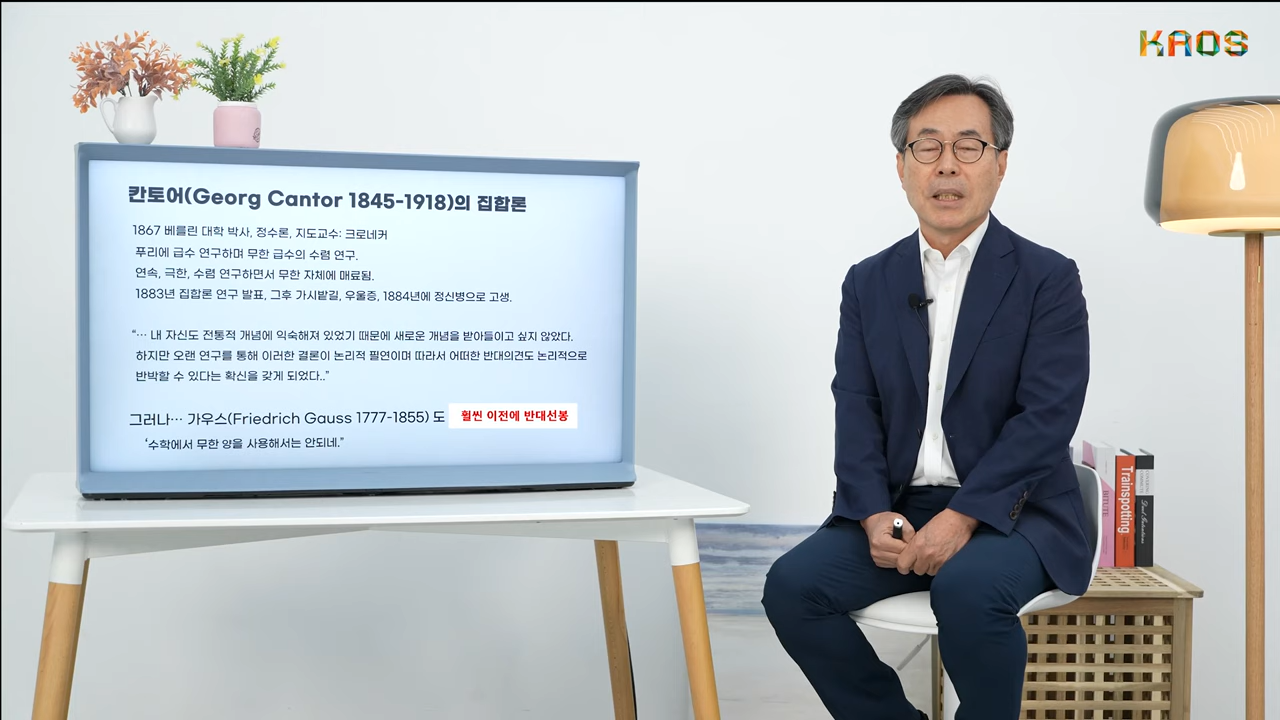 KAOS
칸토어(Georg Cantor 1845-1918)의 집합론
1867 베를린 대학 박사, 정수론, 지도교수: 크로네커
푸리에 급수 연구하며 무한 급수의 수렴 연구.
연속, 극한, 수렴 연구하면서 무한 자체에 매료됨.
1883년 집합론 연구 발표, 그후 가시밭길, 우울증, 1884년에 정신병으로 고생.
“… 내 자신도 전통적 개념에 익숙해져 있었기 때문에 새로운 개념을 받아들이고 싶지 않았다.
하지만 오랜 연구를 통해 이러한 결론이 논리적 필연이며 따라서 어떠한 반대의견도 논리적으로
반박할 수 있다는 확신을 갖게 되었다..”
그러나… 가우스(Friedrich Gauss 1777-1855) 도 훨씬 이전에 반대선봉
‘수학에서 무한 양을 사용해서는 안되네.”
Trainspotting